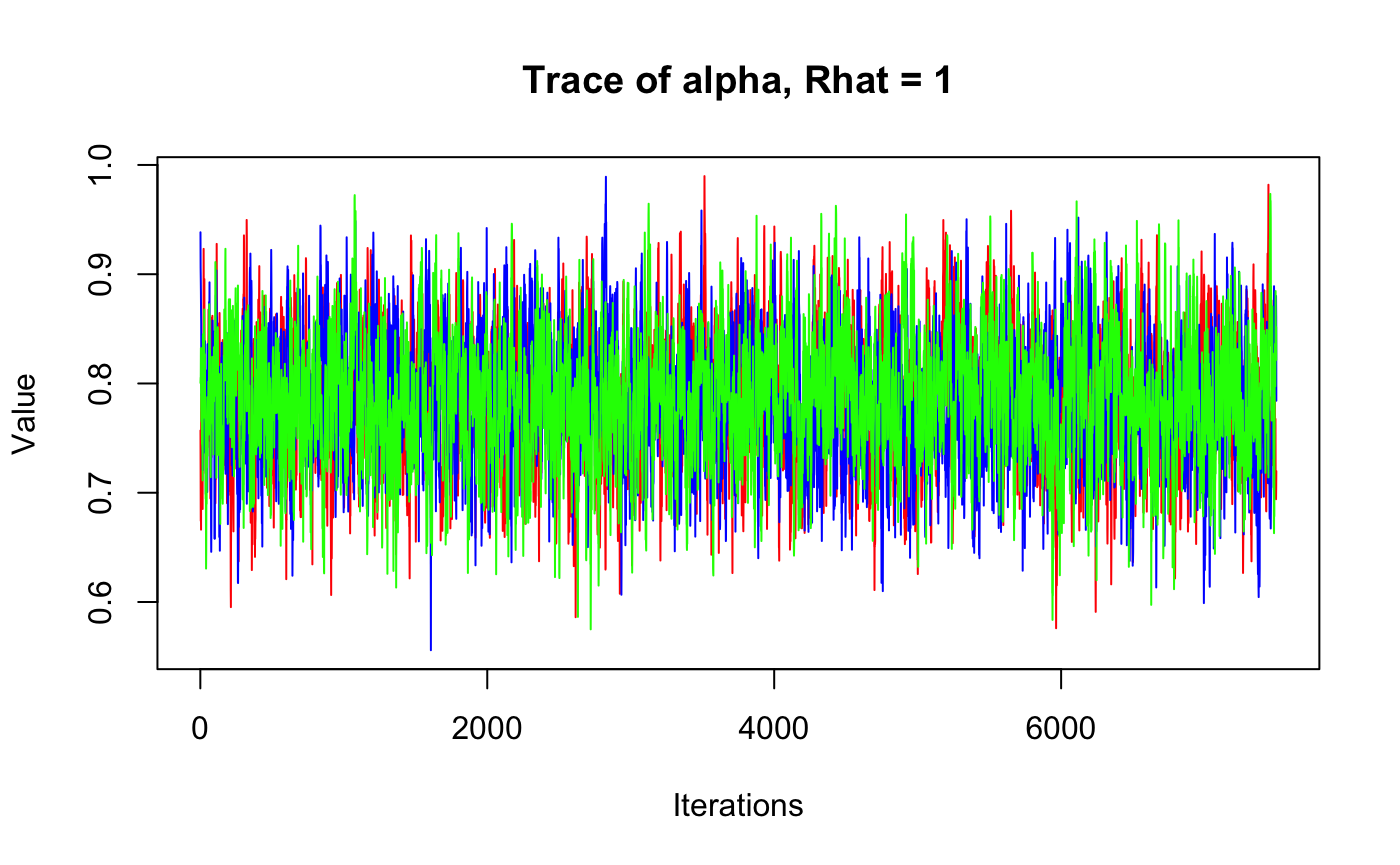 Trace of alpha, Rhat = 1
Value
1.0
0.9
0.8
0.7
0.6
0 2000 4000 6000
Iterations